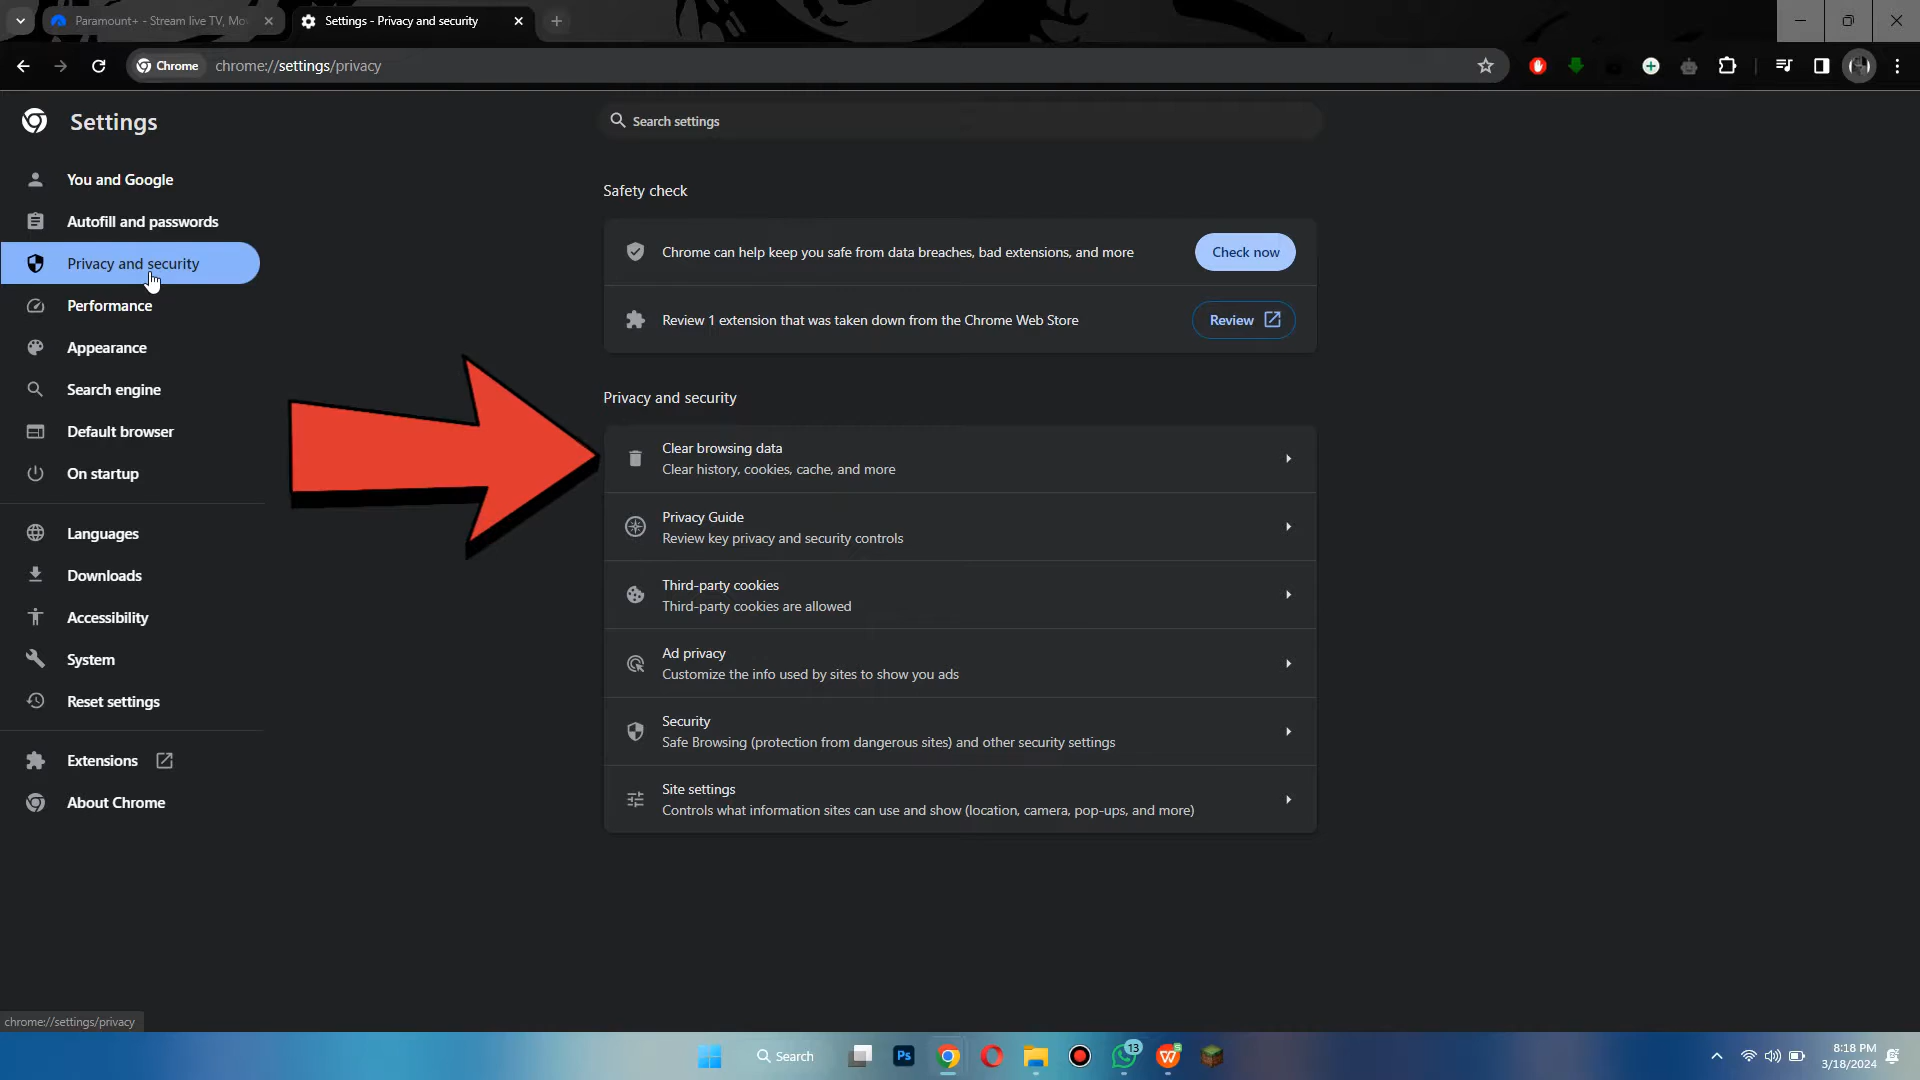 Paramount+ - Stream live TV, Mo
Settings - Privacy and security
Chrome
chrome://settings/privacy
Settings
Search settings
You and Google
Autofill and passwords
Privacy and security
Performance
Appearance
Search engine
Default browser
On startup
Languages
Downloads
Accessibility
System
Reset settings
Extensions
About Chrome
Safety check
Chrome can help keep you safe from data breaches, bad extensions, and more
Check now
Review 1 extension that was taken down from the Chrome Web Store
Review
Privacy and security
Clear browsing data
Clear history, cookies, cache, and more
Privacy Guide
Review key privacy and security controls
Third-party cookies
Third-party cookies are allowed
Ad privacy
Customize the info used by sites to show you ads
Security
Safe Browsing (protection from dangerous sites) and other security settings
Site settings
Controls what information sites can use and show (location, camera, pop-ups, and more)
chrome://settings/privacy
Search
Ps
13
8:18 PM
3/18/2024